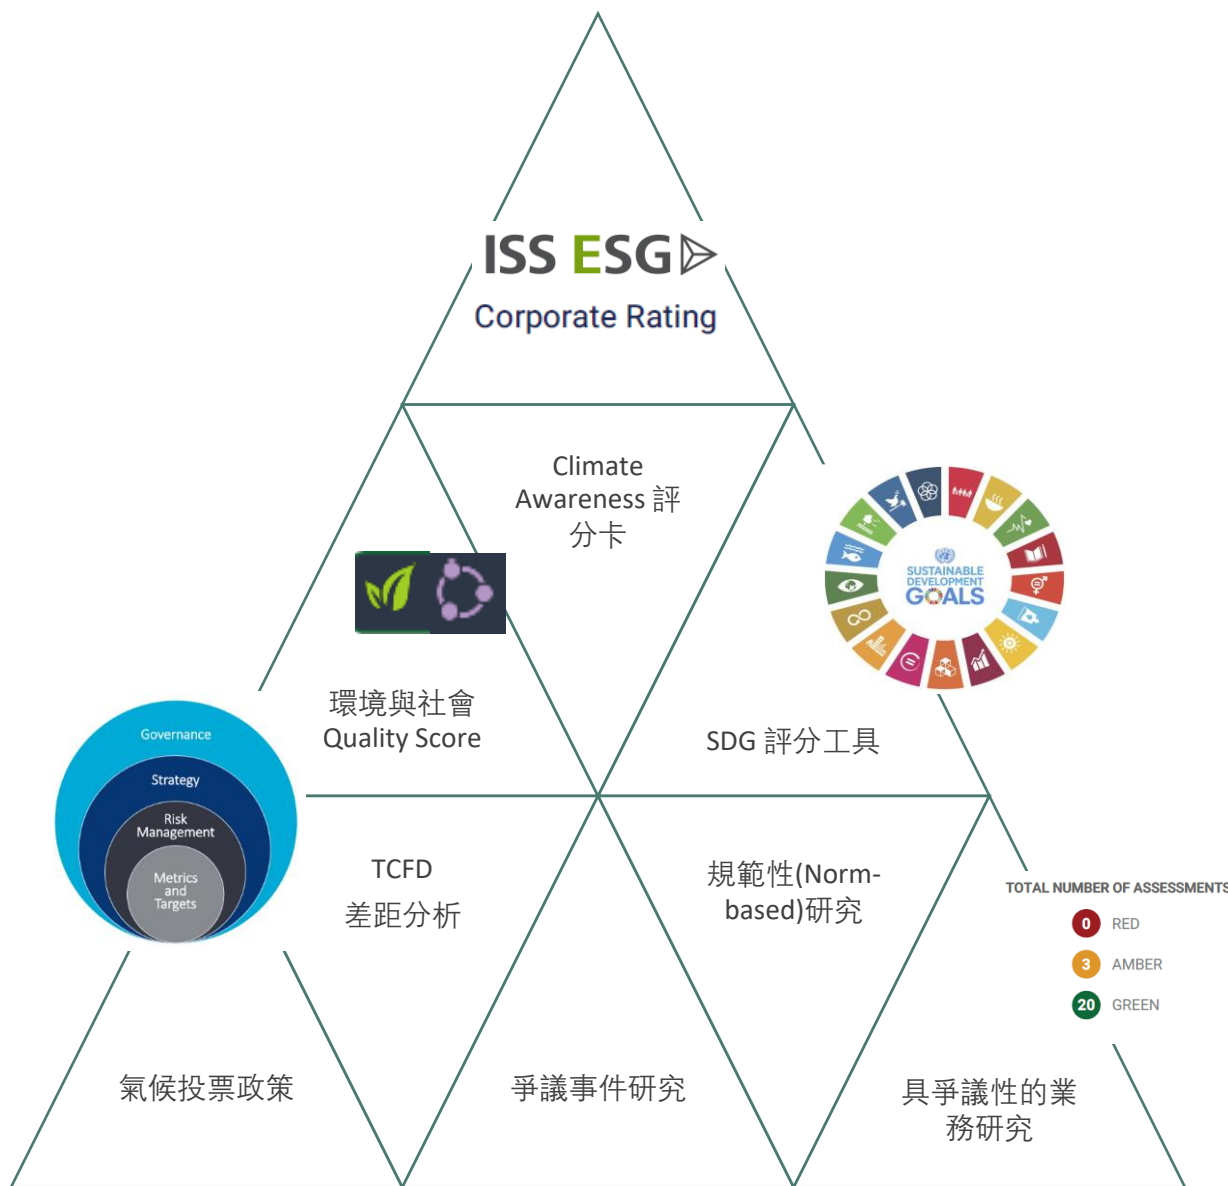 ISS ESG
Corporate Rating
Climate
Awareness 評
分卡
SUSTAINABLE
DEVELOPMENT
GOALS
環境與社會
Quality Score
SDG 評分工具
Governance
Strategy
Risk
Management
Metrics
and
Targets
TCFD
差距分析
規範性(Norm-
based)研究
TOTAL NUMBER OF ASSESSMENTS
0 RED
3 AMBER
20 GREEN
氣候投票政策
爭議事件研究
具爭議性的業
務研究